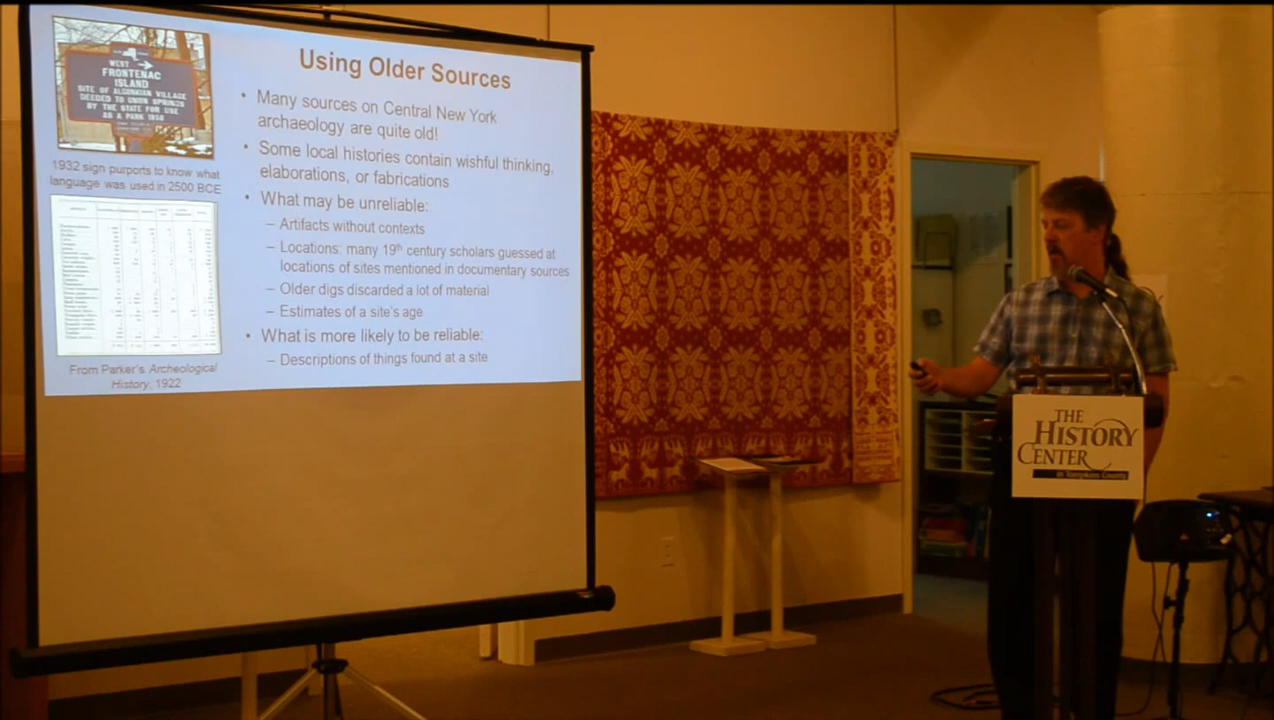 WEST
FRONTENAC
ISLAND
SITE OF ALGONKIAN VILLAGE
DEEDED TO UNION SPRINGS
BY THE STATE FOR USE
AS A PARK
1932 sign purports to know what
language was used in 2500 BCE
From Parker's Archeological
History, 1922
Using Older Sources
• Many sources on Central New York
archaeology are quite old!
• Some local histories contain wishful thinking,
elaborations, or fabrications
• What may be unreliable:
– Artifacts without contexts
– Locations: many 19th century scholars guessed at
locations of sites mentioned in documentary sources
– Older digs discarded a lot of material
– Estimates of a site's age
• What is more likely to be reliable:
– Descriptions of things found at a site
THE
HISTORY
CENTER
in Tompkins County